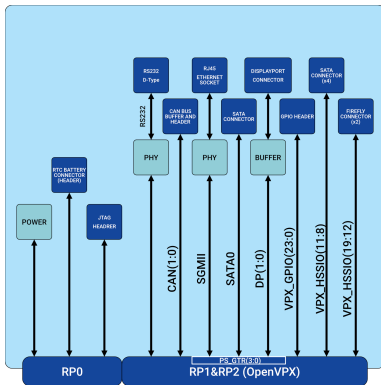 RS232
D-Type
RJ45
ETHERNET
SOCKET
DISPLAYPORT
CONNECTOR
SATA
CONNECTOR
(x4)
CAN BUS
BUFFER AND
HEADER
SATA
CONNECTOR
GPIO HEADER
FIREFLY
CONNECTOR
(x2)
RS232
PHY
PHY
BUFFER
RTC BATTERY
CONNECTOR
(HEADER)
POWER
JTAG
HEADRER
CAN(1:0)
SGMII
SATA0
DP(1:0)
VPX_GPIO(23:0)
VPX_HSSIO(11:8)
VPX_HSSIO(19:12)
PS_GTR(3:0)
RP0
RP1&RP2 (OpenVPX)